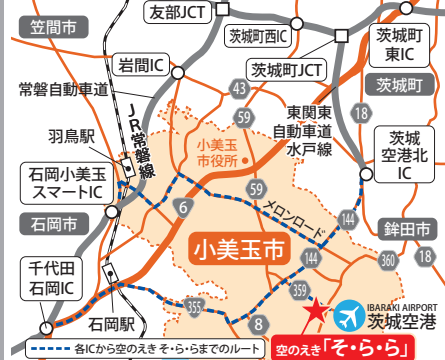 友部JCT
笠間市
茨城町西IC
茨城町
東IC
岩間IC
茨城町JCT
茨城町
常磐自動車道
43
59
東関東
自動車道
水戸線
18
JR常磐線
羽鳥駅
小美玉
市役所
茨城
空港北
IC
石岡小美玉
スマートIC
59
6
メロンロード
144
石岡市
鉾田市
小美玉市
144
360
18
千代田
石岡IC
359
355
IBARAKI AIRPORT
茨城空港
石岡駅
8
各ICから空のえき そ・ら・らまでのルート
空のえき「そ・ら・ら」